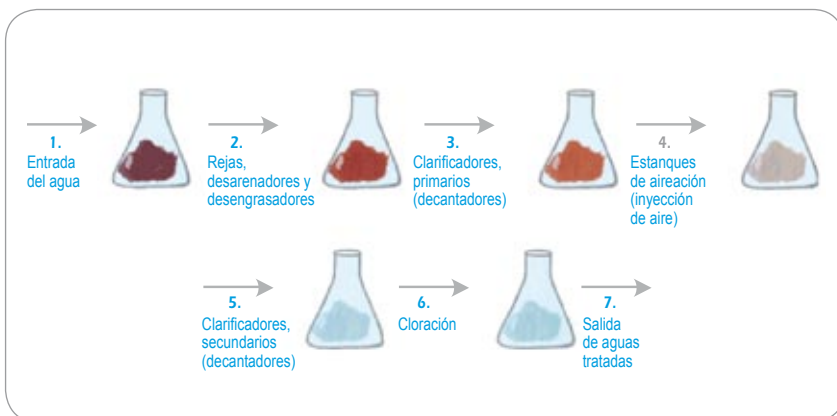 1.
Entrada
del agua
2.
Rejas,
desarenadores y
desengrasadores
3.
Clarificadores,
primarios
(decantadores)
4.
Estanques
de aireación
(inyección
de aire)
5.
Clarificadores,
secundarios
(decantadores)
6.
Cloración
7.
Salida
de aguas
tratadas